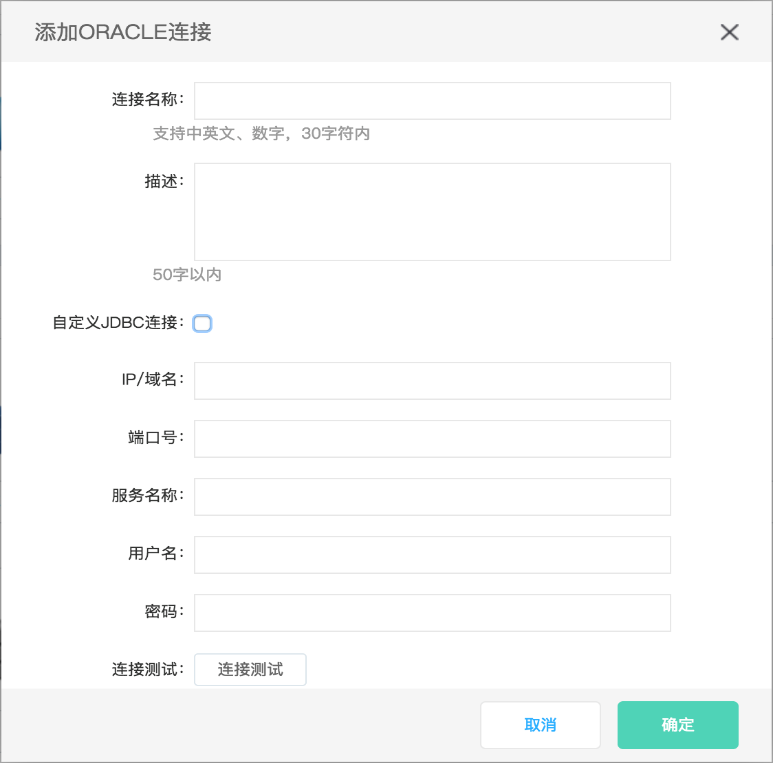 添加ORACLE连接
连接名称:
支持中英文、数字，30字符内
描述:
50字以内
自定义JDBC连接:
IP/域名:
端口号:
服务名称:
用户名:
密码:
连接测试: 连接测试
取消 确定